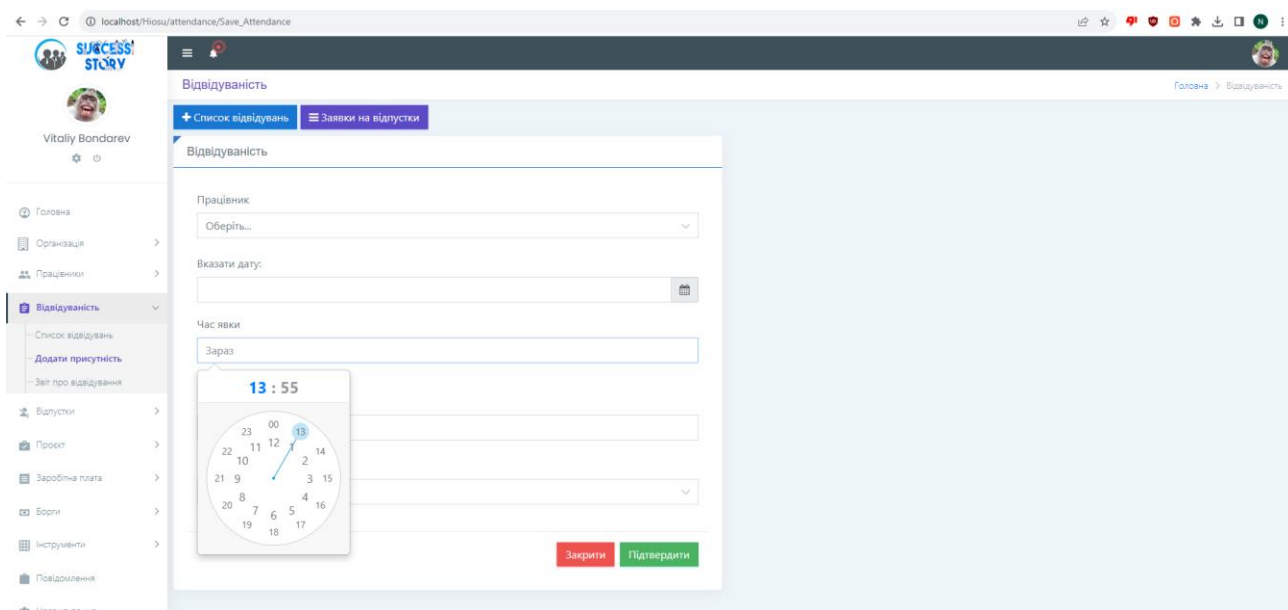 localhost/Hiosu/attendance/Save_Attendance
N
SUCCESS
STORY
Vitaliy Bondarev
Головна
Організація
Працівники
Відвідуваність
Список відвідувань
Додати присутність
Звіт про відвідування
Відпустки
Проєкт
Заробітна плата
Борги
Інструменти
Повідомлення
Відвідуваність
Головна > Відвідуваність
Список відвідувань
Заявки на відпустки
Відвідуваність
Працівник
Оберіть...
Вказати дату:
Час явки
Зараз
13 : 55
00
13
14
15
16
17
18
19
20
21
22
23
12
1
2
3
4
5
6
7
8
9
10
11
Закрити
Підтвердити